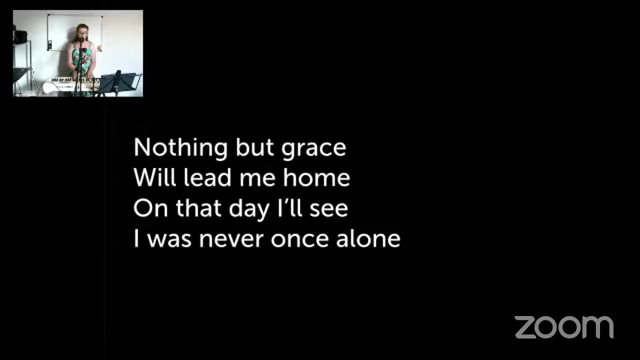 Nothing but grace
Will lead me home
On that day I'll see
I was never once alone
zoom